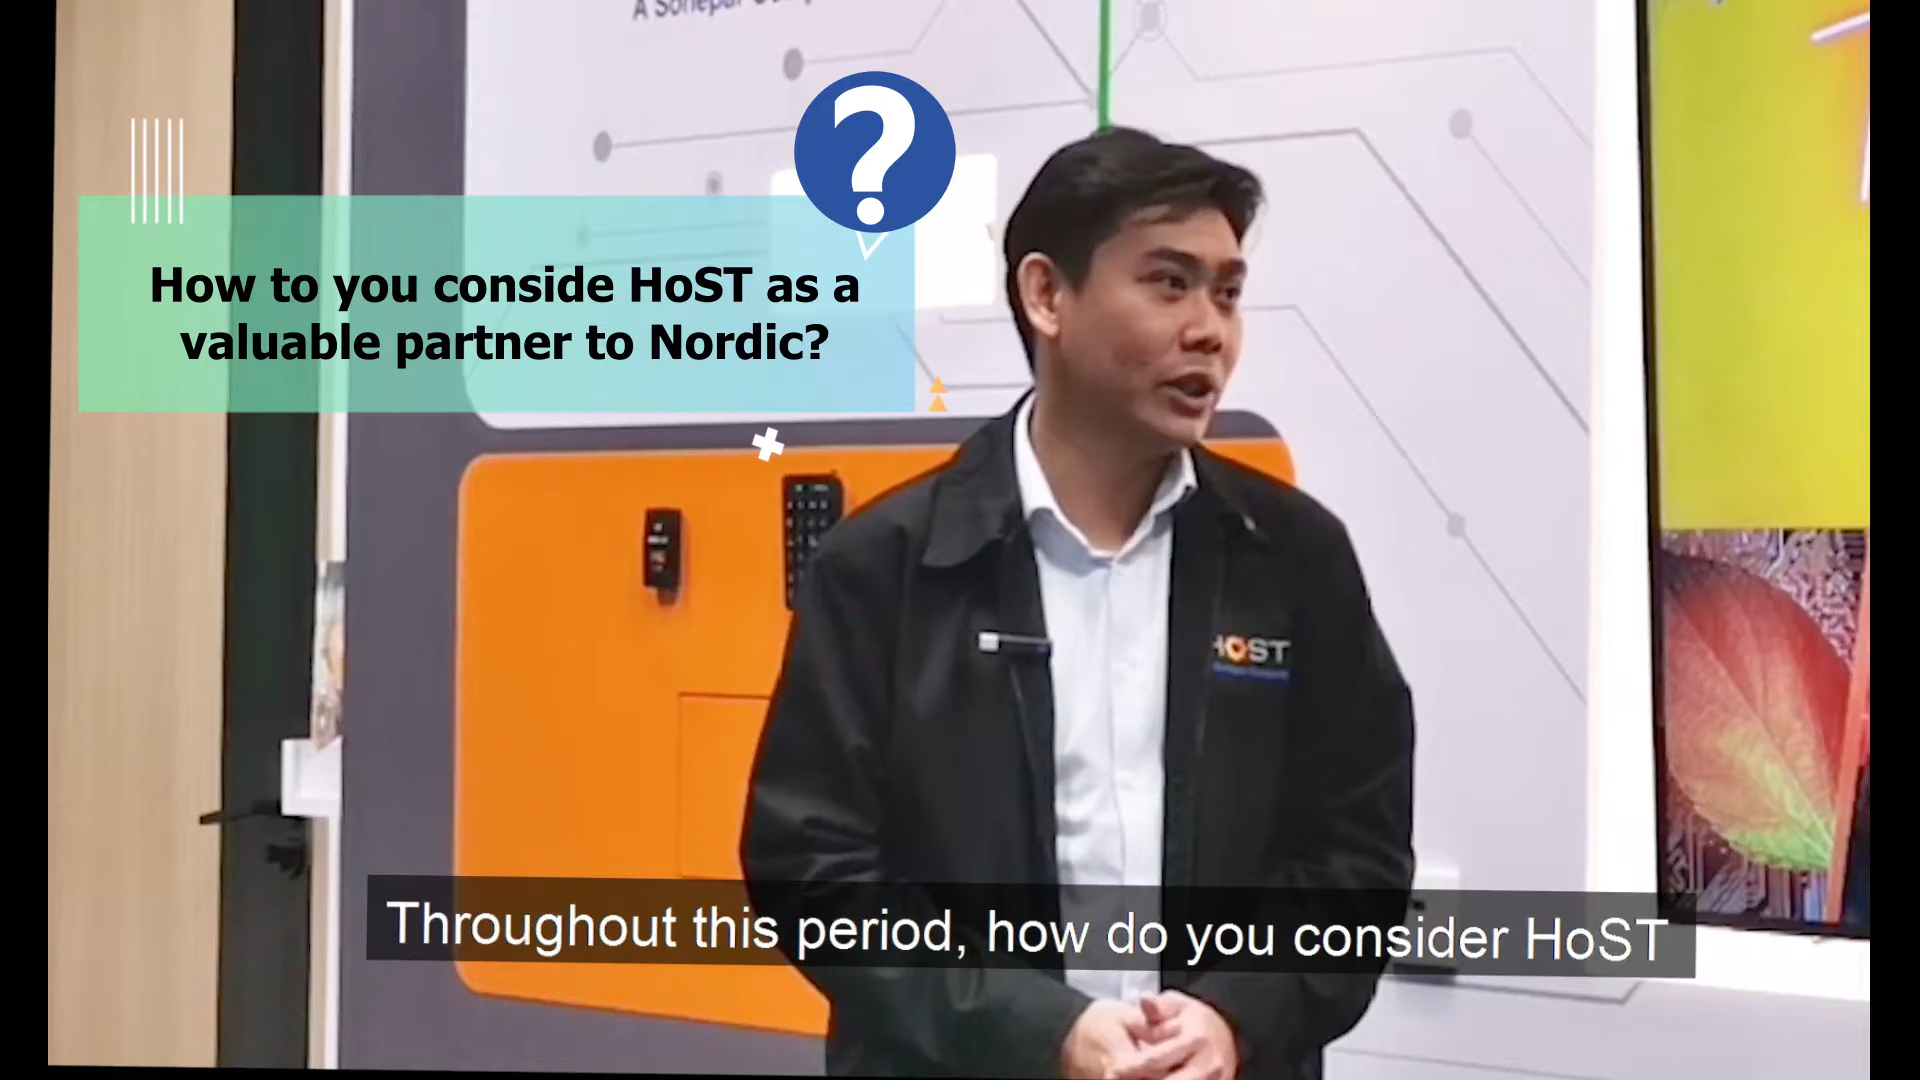 A Sonepar
How to you conside HoST as a
valuable partner to Nordic?
HOST
Throughout this period, how do you consider HoST